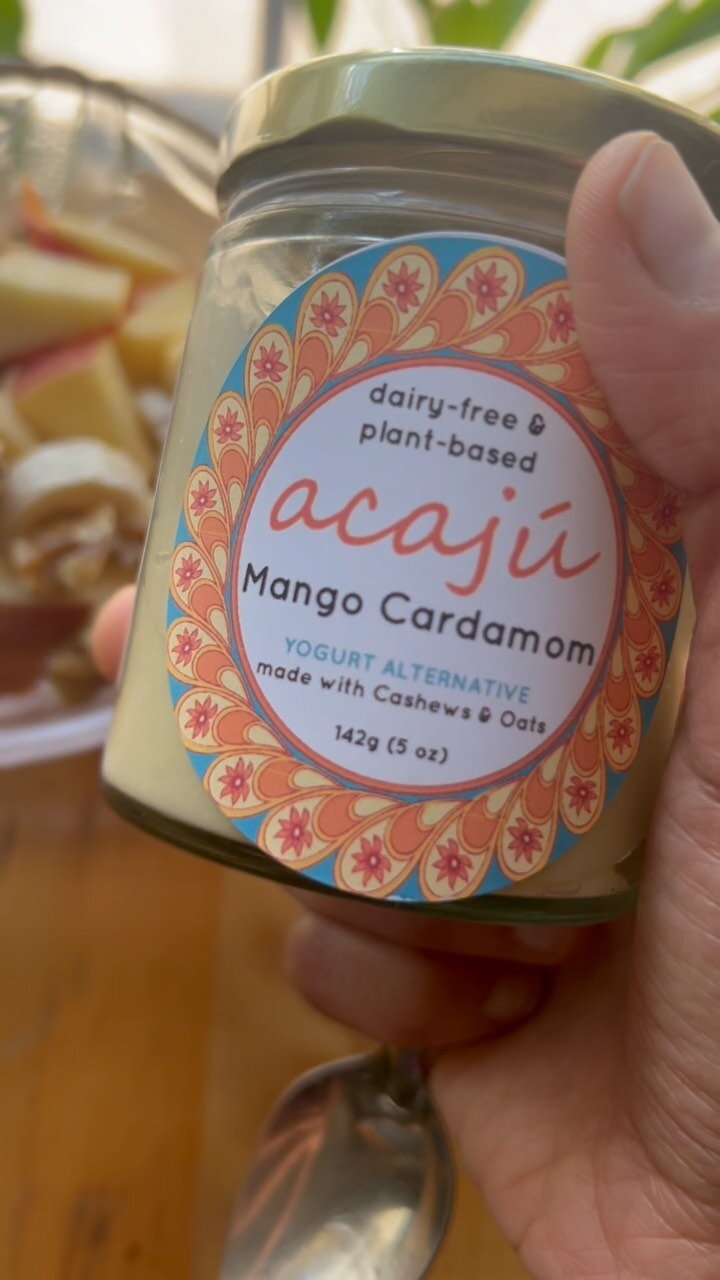 dairy-free &
plant-based
acajú
Mango Cardamom
YOGURT ALTERNATIVE
made with Cashews & Oats
142g (5 oz)